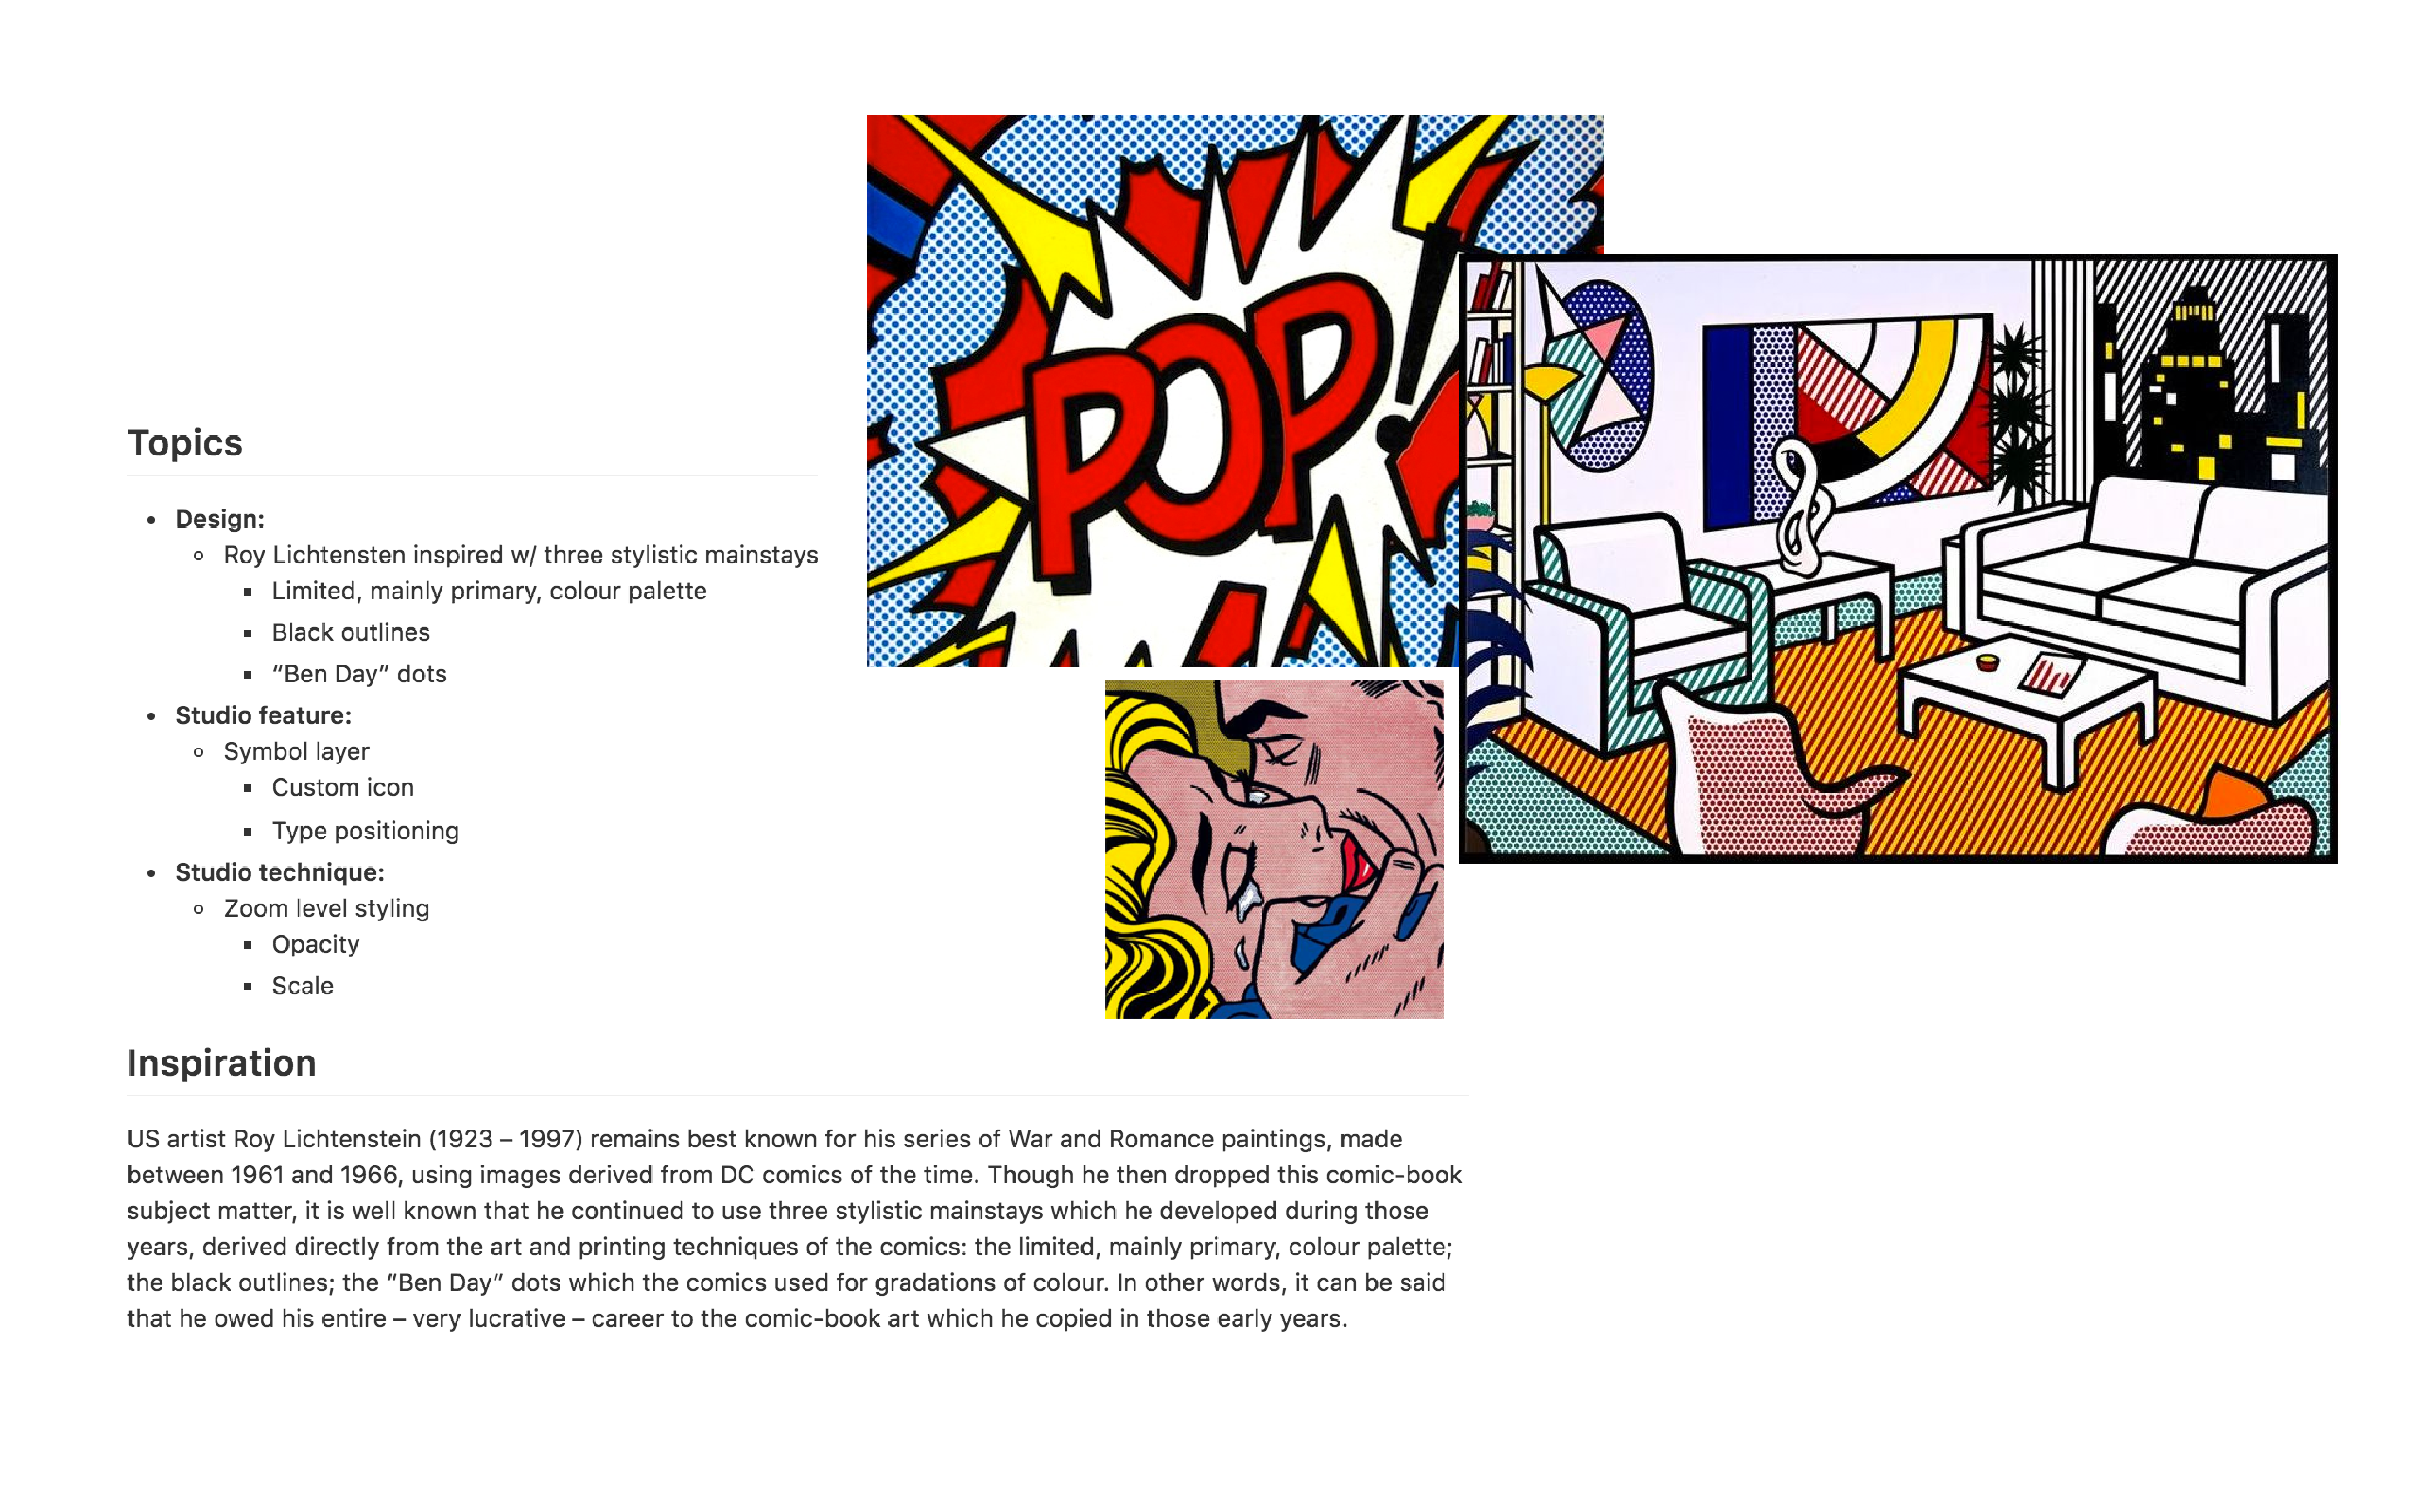 Topics
Design:
Roy Lichtensten inspired w/ three stylistic mainstays
Limited, mainly primary, colour palette
Black outlines
“Ben Day” dots
Studio feature:
Symbol layer
Custom icon
Type positioning
Studio technique:
Zoom level styling
Opacity
Scale
POP!
Inspiration
US artist Roy Lichtenstein (1923 – 1997) remains best known for his series of War and Romance paintings, made
between 1961 and 1966, using images derived from DC comics of the time. Though he then dropped this comic-book
subject matter, it is well known that he continued to use three stylistic mainstays which he developed during those
years, derived directly from the art and printing techniques of the comics: the limited, mainly primary, colour palette;
the black outlines; the “Ben Day” dots which the comics used for gradations of colour. In other words, it can be said
that he owed his entire – very lucrative – career to the comic-book art which he copied in those early years.